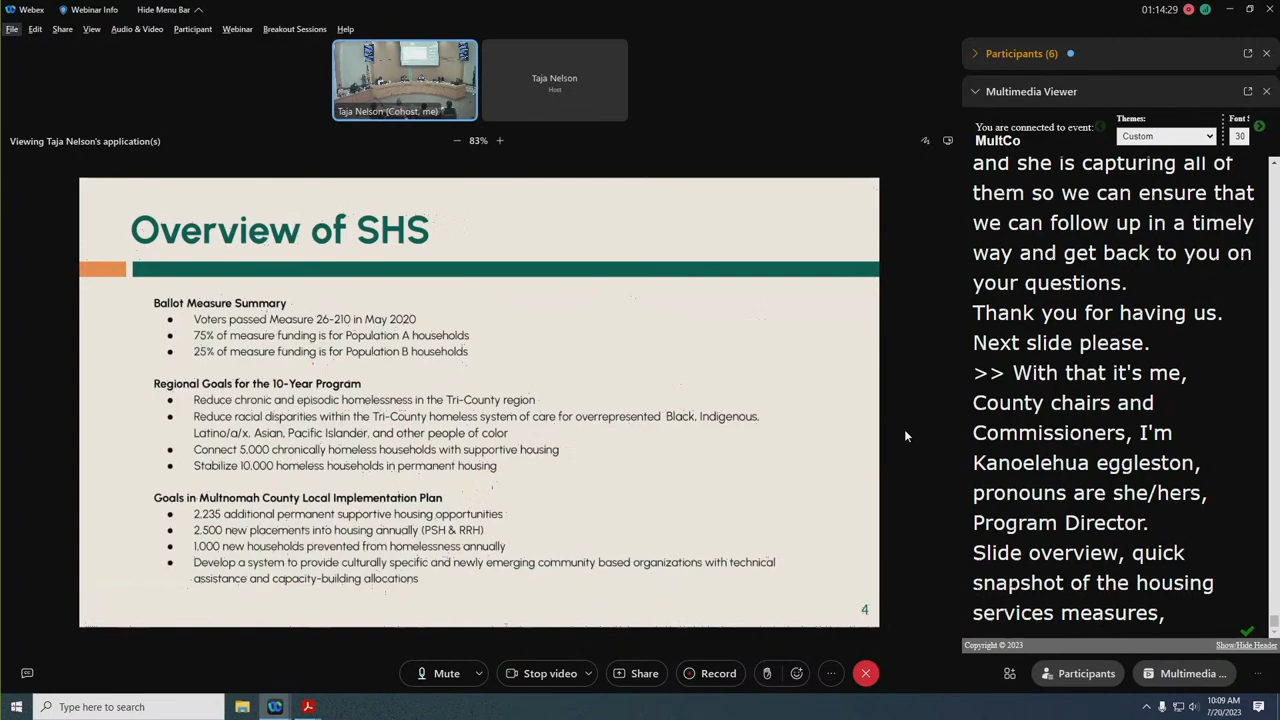 Webex
Webinar Info
Hide Menu Bar
01:14:29
File
Edit
Share
View
Audio & Video
Participant
Webinar
Breakout Sessions
Help
Taja Nelson (Cohost, me)
Taja Nelson
Host
Viewing Taja Nelson's application(s)
83%
Overview of SHS
Ballot Measure Summary
● Voters passed Measure 26-210 in May 2020
● 75% of measure funding is for Population A households
● 25% of measure funding is for Population B households
Regional Goals for the 10-Year Program
● Reduce chronic and episodic homelessness in the Tri-County region
● Reduce racial disparities within the Tri-County homeless system of care for overrepresented Black, Indigenous,
Latino/a/x, Asian, Pacific Islander, and other people of color
● Connect 5,000 chronically homeless households with supportive housing
● Stabilize 10,000 homeless households in permanent housing
Goals in Multnomah County Local Implementation Plan
● 2,235 additional permanent supportive housing opportunities
● 2,500 new placements into housing annually (PSH & RRH)
● 1,000 new households prevented from homelessness annually
● Develop a system to provide culturally specific and newly emerging community based organizations with technical
assistance and capacity-building allocations
4
Participants (6)
Multimedia Viewer
Themes:
Font S
You are connected to event:
MultCo
Custom
30
and she is capturing all of
them so we can ensure that
we can follow up in a timely
way and get back to you on
your questions.
Thank you for having us.
Next slide please.
>> With that it's me,
County chairs and
Commissioners, I'm
Kanoelehua eggleston,
pronouns are she/hers,
Program Director.
Slide overview, quick
snapshot of the housing
services measures,
Copyright © 2023
Show/Hide Header
Mute
Stop video
Share
Record
Participants
Multimedia ...
Type here to search
10:09 AM
7/20/2023